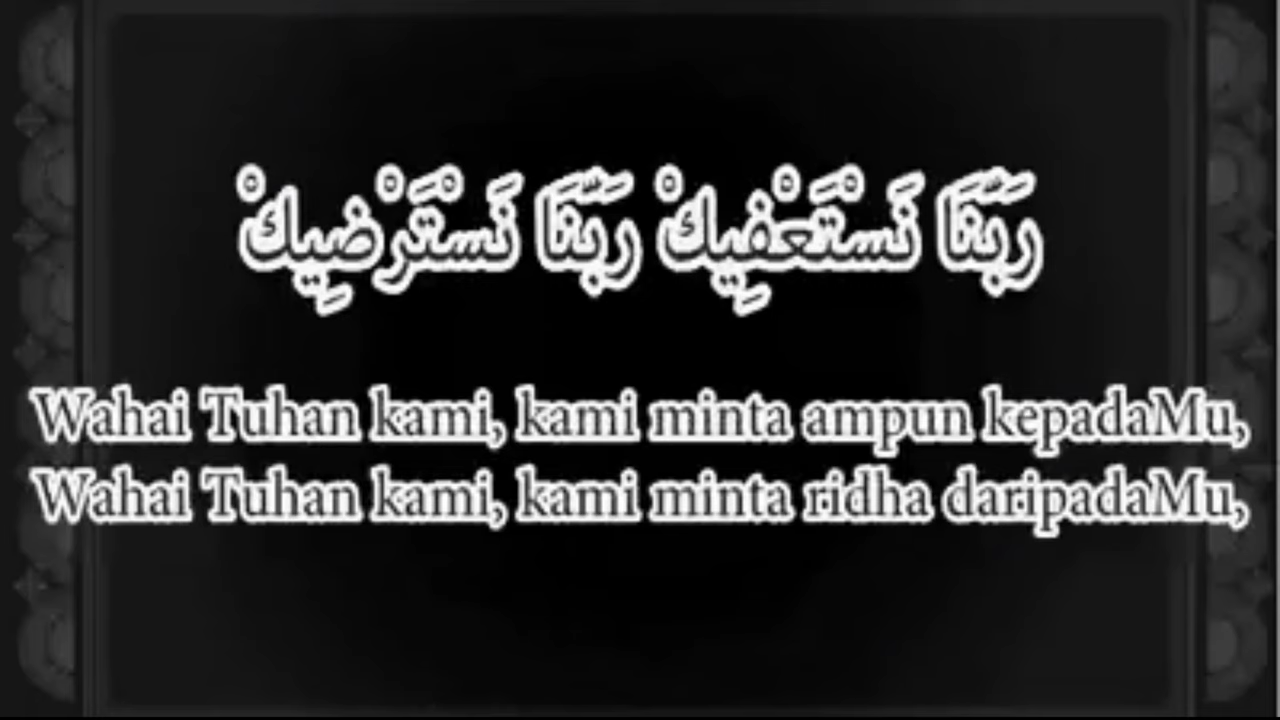 رَبَّنَا نَسْتَعْفِيكْ رَبَّنَا نَسْتَرْضِيكْ
Wahai Tuhan kami, kami minta ampun kepadaMu,
Wahai Tuhan kami, kami minta ridha daripadaMu,